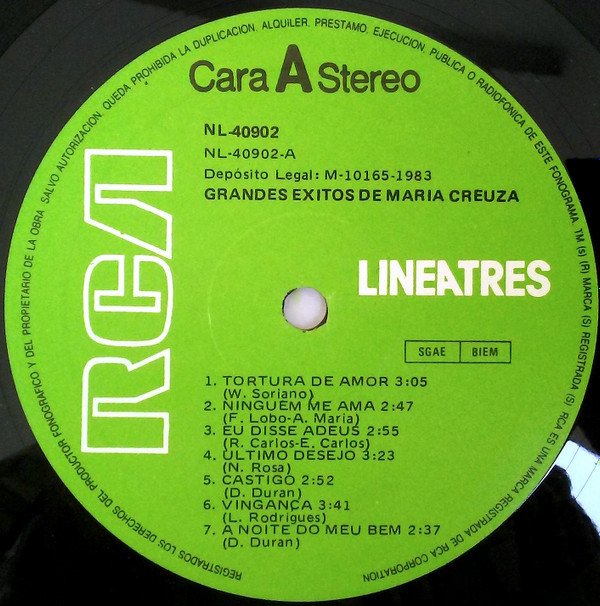 QUEDA PROHIBIDA LA DUPLICACION, ALQUILER, PRESTAMO, EJECUCION, PUBLICA O RADIOFONICA DE ESTE FONOGRAMA. TM (s) (R) MARCA (S) REGISTRADA (S) RCA ES UNA MARCA REGISTRADA DE RCA CORPORATION
REGISTRADOS LOS DERECHOS DEL PRODUCTOR FONOGRAFICO Y DEL PROPIETARIO DE LA OBRA. SALVO AUTORIZACION.
Cara A Stereo
NL-40902
NL-40902-A
Depósito Legal: M-10165-1983
GRANDES EXITOS DE MARIA CREUZA
RCA
LINEATRES
SGAE BIEM
1. TORTURA DE AMOR 3:05
(W. Soriano)
2. NINGUEM ME AMA 2:47
(F. Lobo-A. Maria)
3. EU DISSE ADEUS 2:55
(R. Carlos-E. Carlos)
4. ULTIMO DESEJO 3:23
(N. Rosa)
5. CASTIGO 2:52
(D. Duran)
6. VINGANÇA 3:41
(L. Rodrigues)
7. A NOITE DO MEU BEM 2:37
(D. Duran)